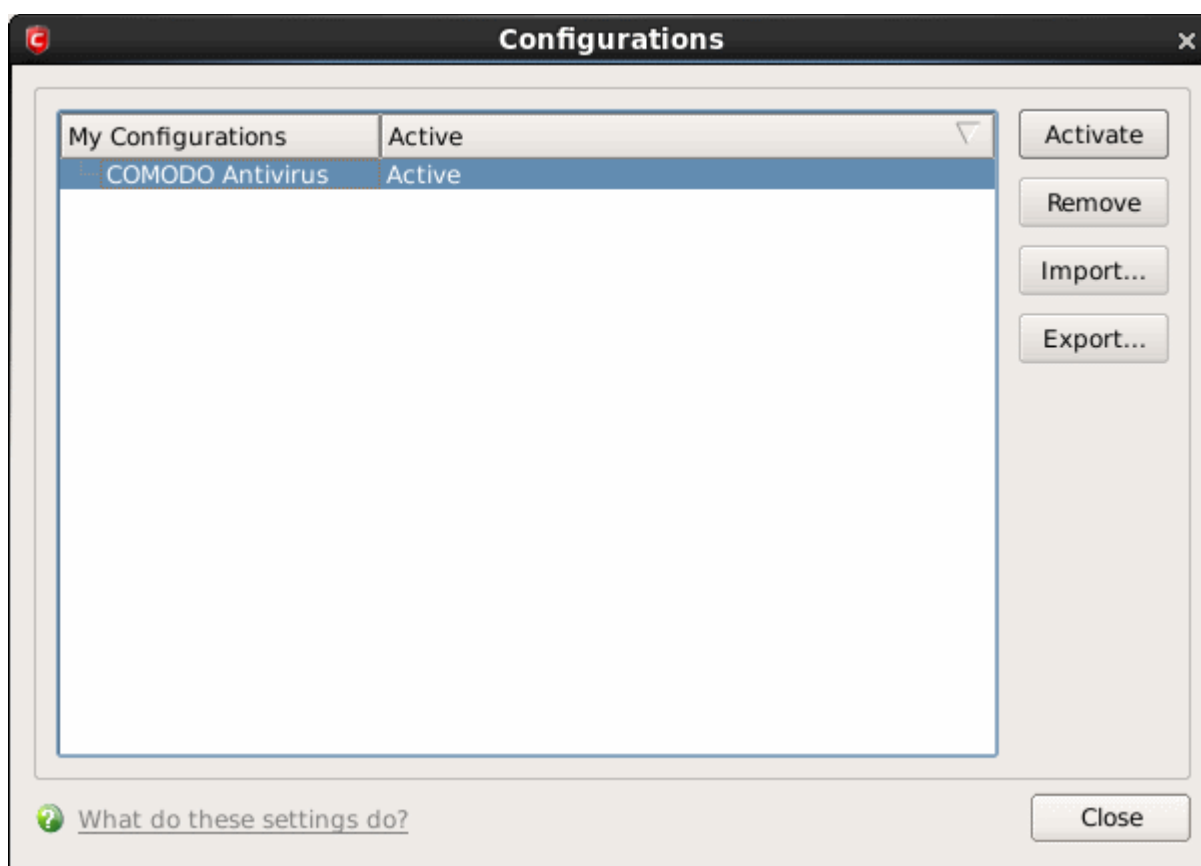 Configurations
My Configurations Active
COMODO Antivirus Active
Activate
Remove
Import...
Export...
What do these settings do?
Close